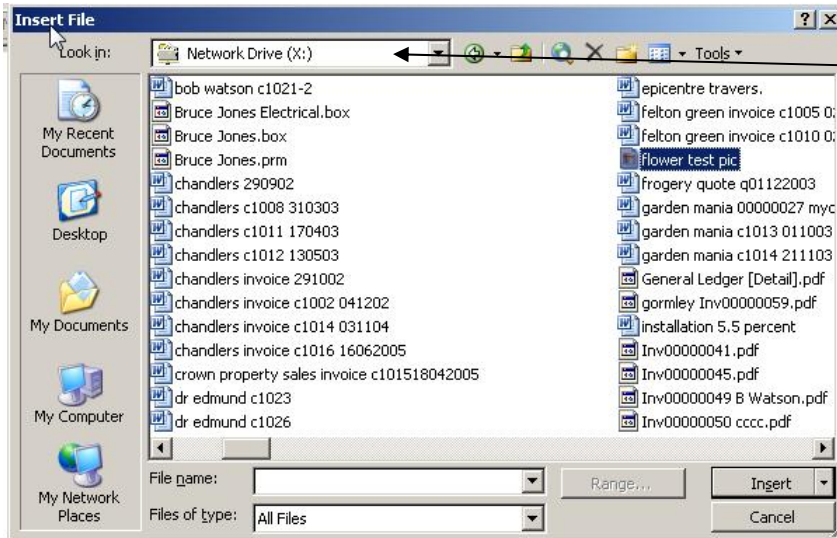 Insert File
Look in:
Network Drive (X:)
Tools
My Recent
Documents
Desktop
My Documents
My Computer
My Network
Places
bob watson c1021-2
Bruce Jones Electrical.box
Bruce Jones.box
Bruce Jones.prm
chandlers 290902
chandlers c1008 310303
chandlers c1011 170403
chandlers c1012 130503
chandlers invoice 291002
chandlers invoice c1002 041202
chandlers invoice c1014 031104
chandlers invoice c1016 16062005
crown property sales invoice c101518042005
dr edmund c1023
dr edmund c1026
epicentre travers.
felton green invoice c1005
felton green invoice c1010
flower test pic
frogery quote q01122003
garden mania 00000027
garden mania c1013 011003
garden mania c1014 211103
General Ledger [Detail].pdf
gormley Inv00000059.pdf
installation 5.5 percent
Inv00000041.pdf
Inv00000045.pdf
Inv00000049 B Watson.pdf
Inv00000050 cccc.pdf
File name:
Range...
Insert
Files of type:
All Files
Cancel